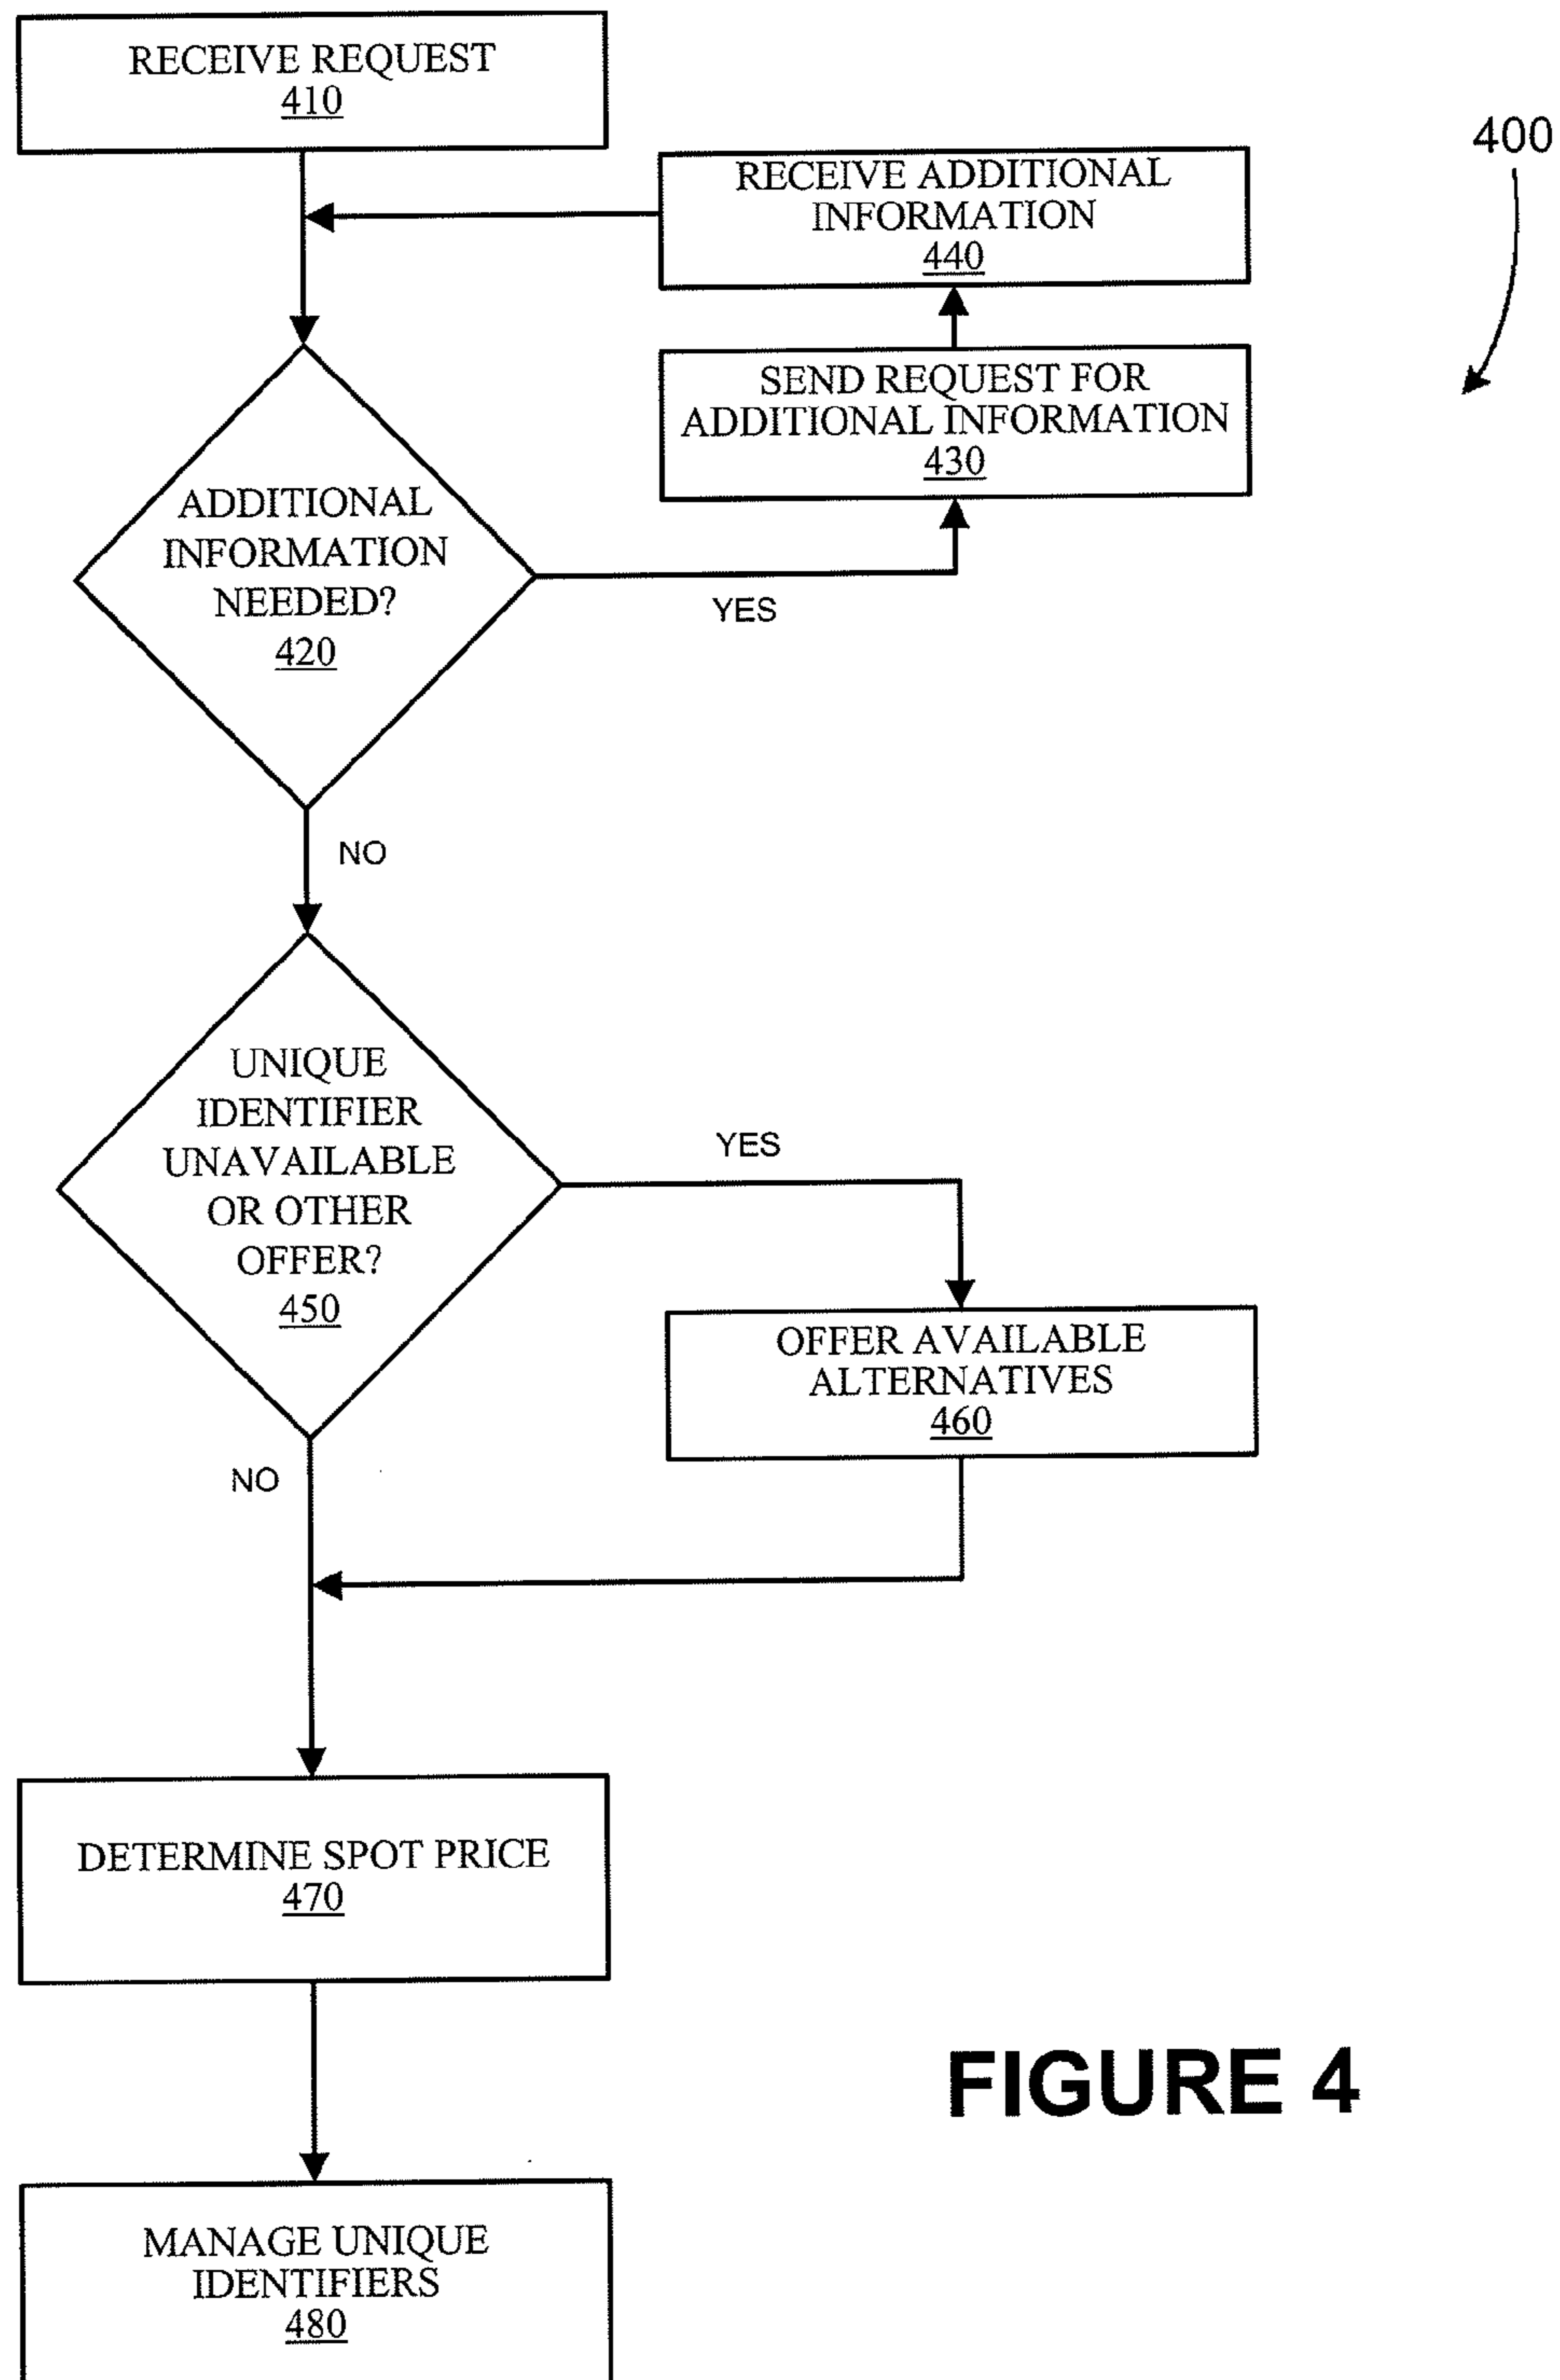 RECEIVE REQUEST
410
400
RECEIVE ADDITIONAL
INFORMATION
440
SEND REQUEST FOR
ADDITIONAL INFORMATION
430
ADDITIONAL
INFORMATION
NEEDED?
420
YES
NO
UNIQUE
IDENTIFIER
UNAVAILABLE
OR OTHER
OFFER?
450
YES
OFFER AVAILABLE
ALTERNATIVES
460
NO
DETERMINE SPOT PRICE
470
FIGURE 4
MANAGE UNIQUE
IDENTIFIERS
480